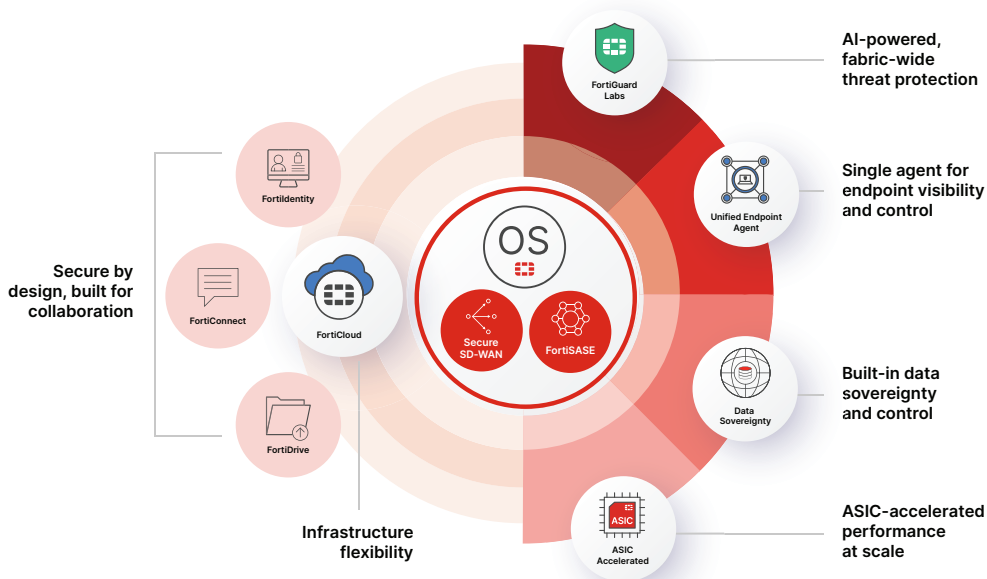 AI-powered,
fabric-wide
threat protection
FortiGuard
Labs
Single agent for
endpoint visibility
and control
Unified Endpoint
Agent
FortiIdentity
Secure by
design, built for
collaboration
FortiConnect
FortiCloud
OS
Secure
SD-WAN
FortiSASE
Built-in data
sovereignty
and control
Data
Sovereignty
FortiDrive
Infrastructure
flexibility
ASIC
ASIC
Accelerated
ASIC-accelerated
performance
at scale